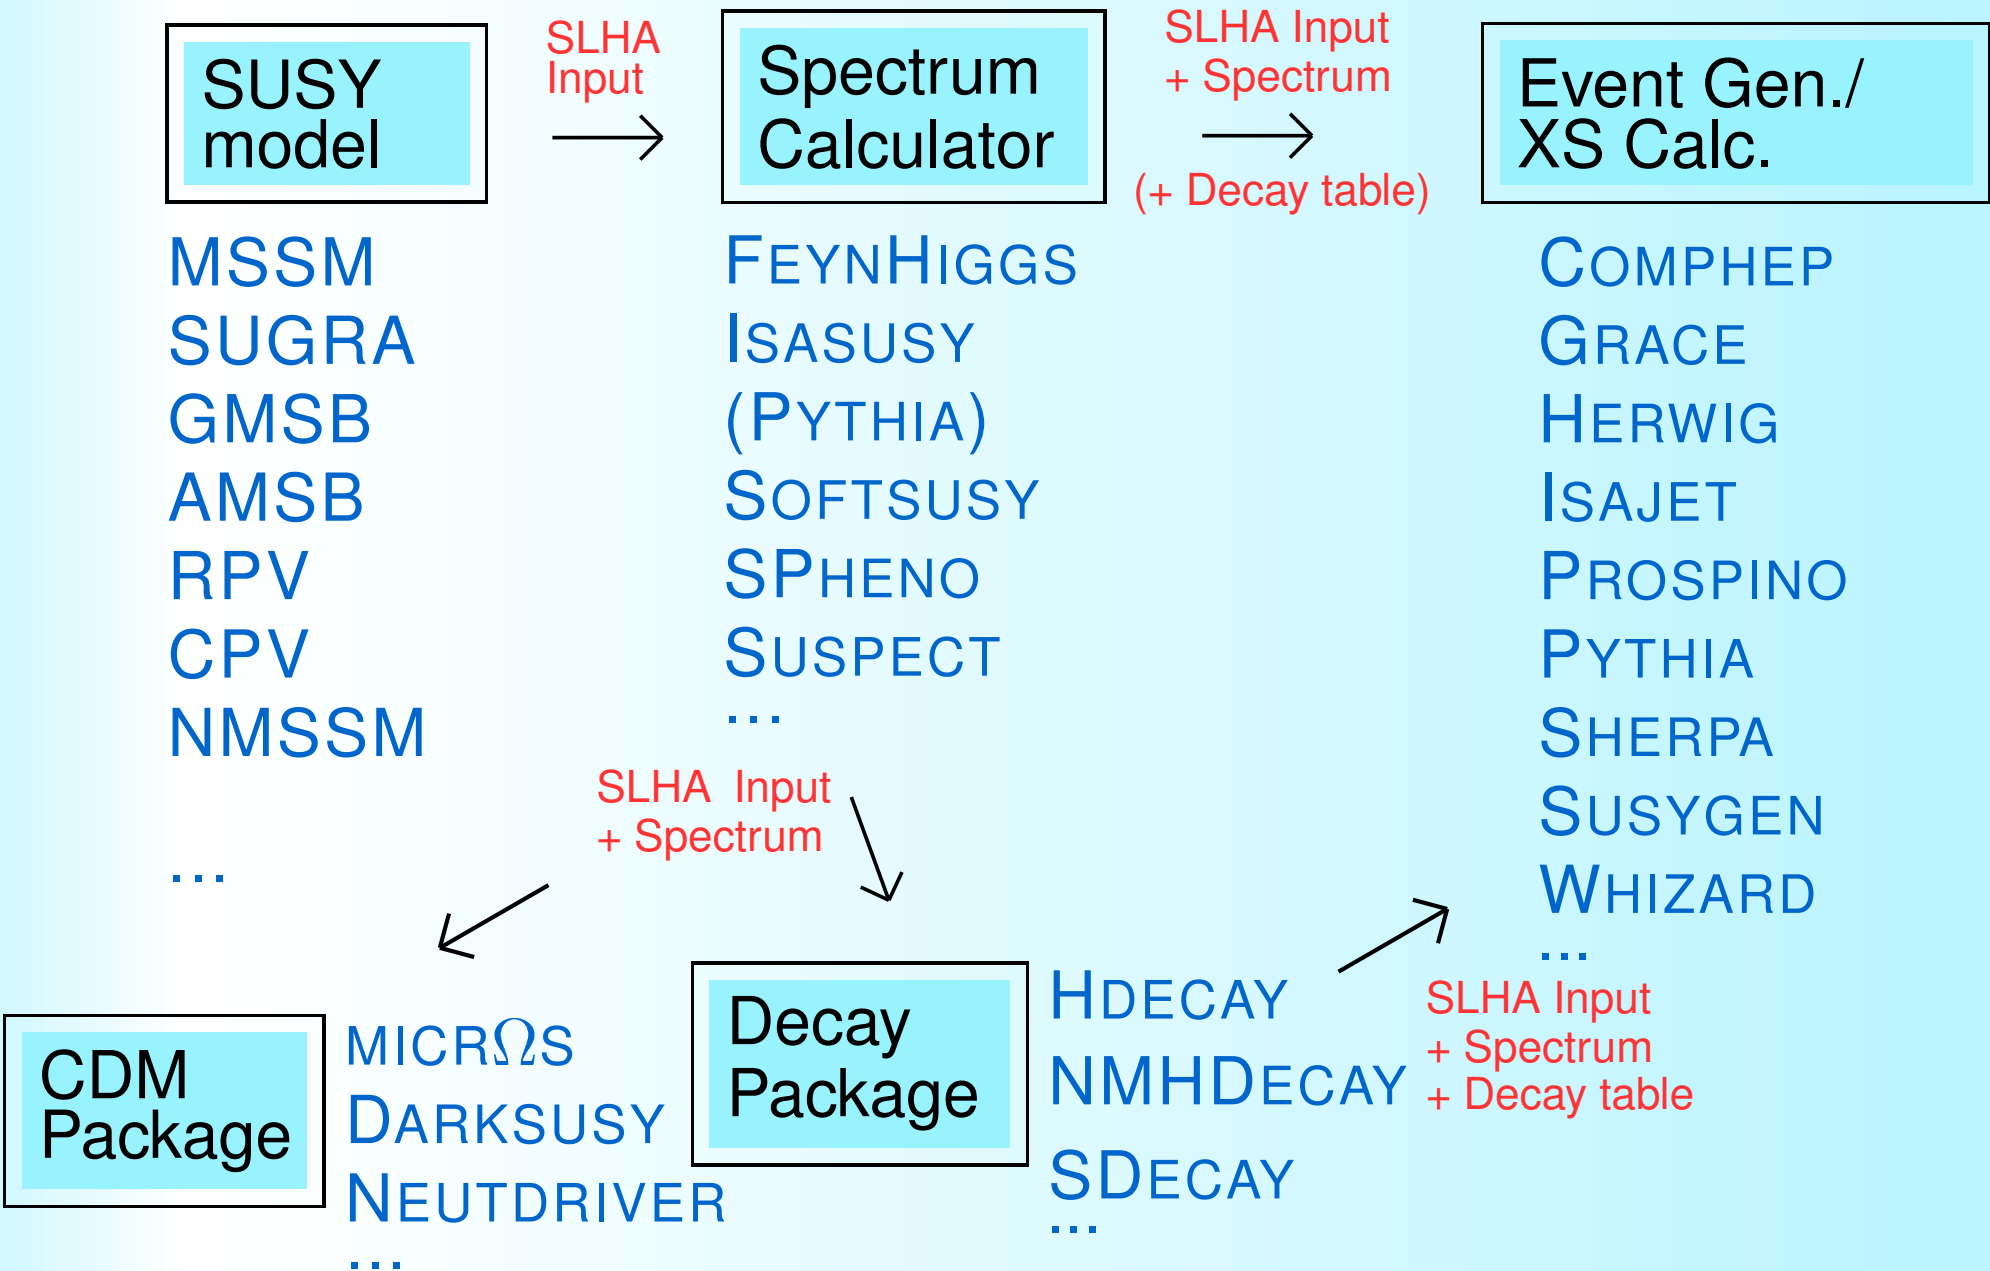 SUSY
model
SLHA
Input
Spectrum
Calculator
SLHA Input
+ Spectrum
(+ Decay table)
Event Gen./
XS Calc.
MSSM
SUGRA
GMSB
AMSB
RPV
CPV
NMSSM
...
FEYNHIGGS
ISASUSY
(PYTHIA)
SOFTSUSY
SPHENO
SUSPECT
...
COMPHEP
GRACE
HERWIG
ISAJET
PROSPINO
PYTHIA
SHERPA
SUSYGEN
WHIZARD
...
SLHA Input
+ Spectrum
CDM
Package
MICRΩS
DARKSUSY
NEUTDRIVER
...
Decay
Package
HDECAY
NMHDECAY
SDECAY
...
SLHA Input
+ Spectrum
+ Decay table